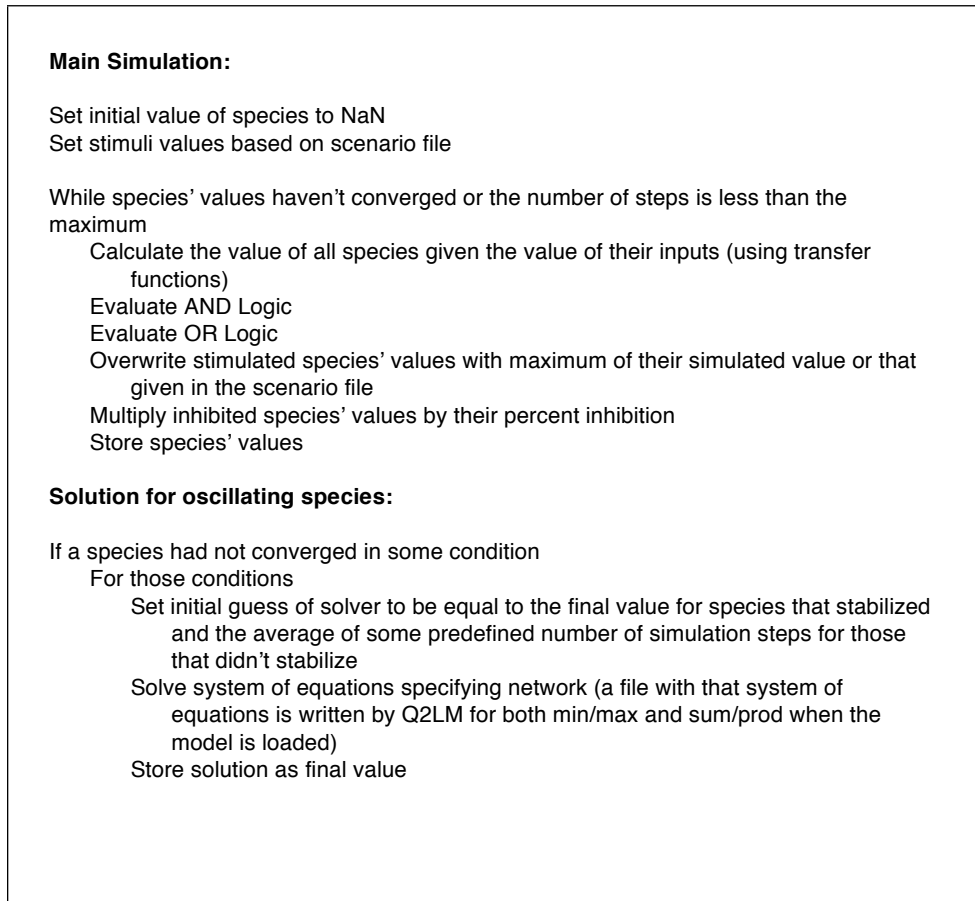 Main Simulation:
Set initial value of species to NaN
Set stimuli values based on scenario file
While species’ values haven’t converged or the number of steps is less than the
maximum
Calculate the value of all species given the value of their inputs (using transfer
functions)
Evaluate AND Logic
Evaluate OR Logic
Overwrite stimulated species’ values with maximum of their simulated value or that
given in the scenario file
Multiply inhibited species’ values by their percent inhibition
Store species’ values
Solution for oscillating species:
If a species had not converged in some condition
For those conditions
Set initial guess of solver to be equal to the final value for species that stabilized
and the average of some predefined number of simulation steps for those
that didn’t stabilize
Solve system of equations specifying network (a file with that system of
equations is written by Q2LM for both min/max and sum/prod when the
model is loaded)
Store solution as final value